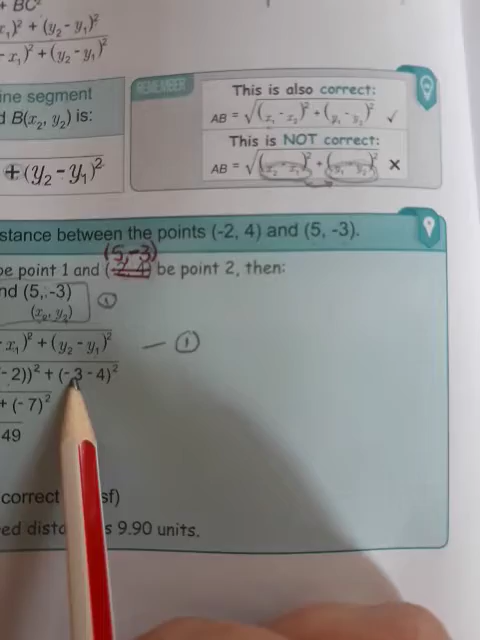 + BC²
x₁)² + (y₂ - y₁)²
- x₁)² + (y₂ - y₁)²
REMEMBER
This is also correct:
AB = √(x₁ - x₂)² + (y₁ - y₂)² ✓
This is NOT correct:
AB = √(x₂ - x₁)² + (y₁ - y₂)² ×
ine segment
d B(x₂, y₂) is:
+ (y₂ - y₁)²
stance between the points (-2, 4) and (5, -3).
(5,-3)
be point 1 and (-2, 4) be point 2, then:
nd (5, -3) ①
(x₂, y₂)
- x₁)² + (y₂ - y₁)² — ①
- 2))² + (-3 - 4)²
+ (- 7)²
49
correct sf)
ed dist s 9.90 units.